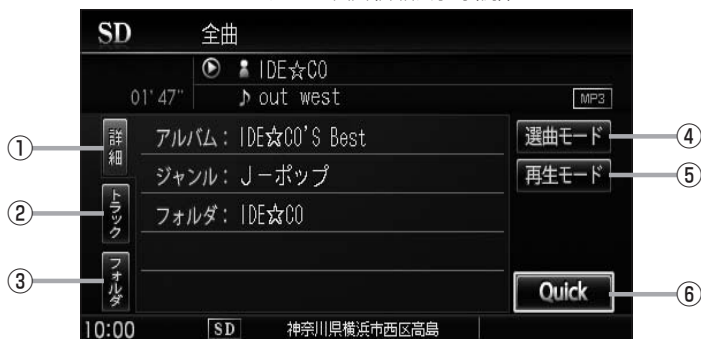 SD 全曲
IDE☆CO
01'47" ♪ out west MP3
① 詳細 アルバム： IDE☆CO'S Best 選曲モード ④
ジャンル： Jーポップ 再生モード ⑤
② トラック フォルダ： IDE☆CO
③ フォルダ Quick ⑥
10:00 SD 神奈川県横浜市西区高島